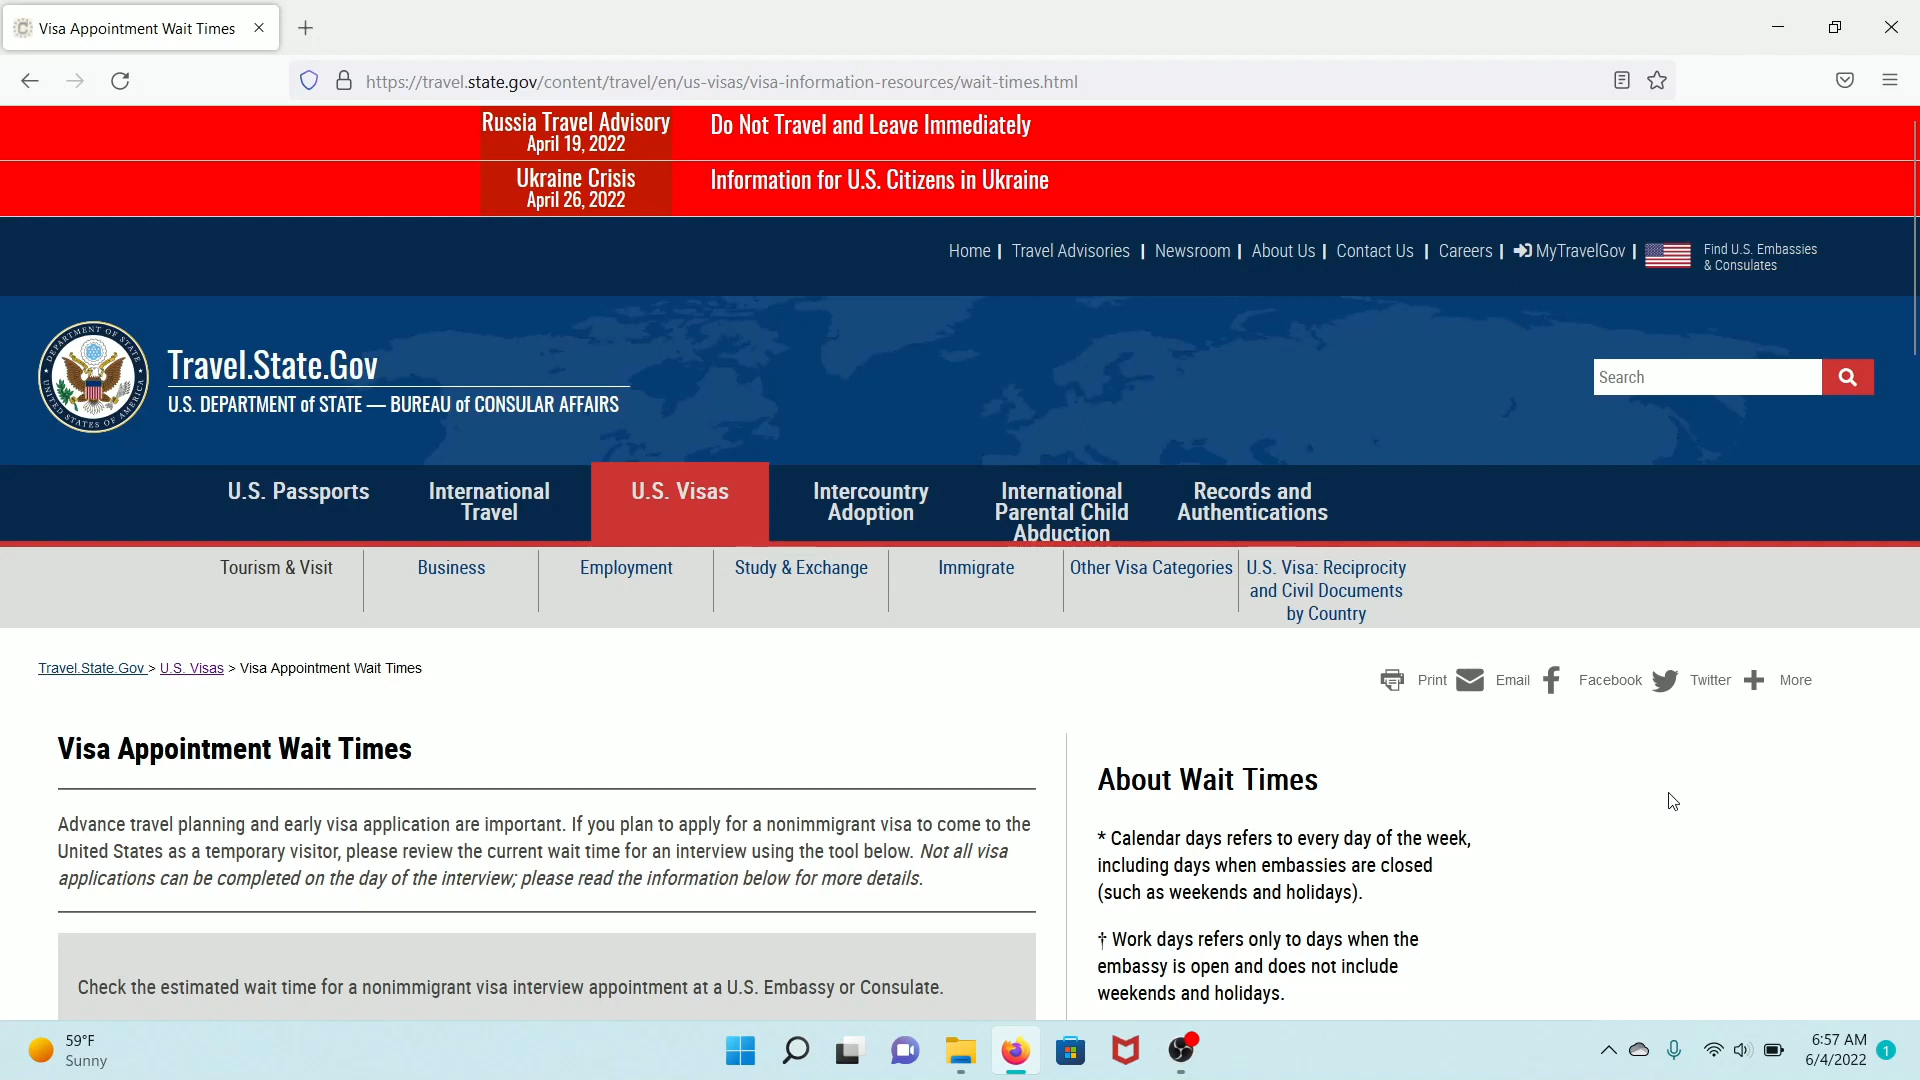 Visa Appointment Wait Times
https://travel.state.gov/content/travel/en/us-visas/visa-information-resources/wait-times.html
Russia Travel Advisory
April 19, 2022
Do Not Travel and Leave Immediately
Ukraine Crisis
April 26, 2022
Information for U.S. Citizens in Ukraine
Home | Travel Advisories | Newsroom | About Us | Contact Us | Careers | MyTravelGov | Find U.S. Embassies
& Consulates
DEPARTMENT OF STATE
UNITED STATES OF AMERICA
Travel.State.Gov
U.S. DEPARTMENT of STATE — BUREAU of CONSULAR AFFAIRS
Search
U.S. Passports
International
Travel
U.S. Visas
Intercountry
Adoption
International
Parental Child
Abduction
Records and
Authentications
Tourism & Visit
Business
Employment
Study & Exchange
Immigrate
Other Visa Categories
U.S. Visa: Reciprocity
and Civil Documents
by Country
Travel.State.Gov > U.S. Visas > Visa Appointment Wait Times
Print Email Facebook Twitter More
Visa Appointment Wait Times
Advance travel planning and early visa application are important. If you plan to apply for a nonimmigrant visa to come to the
United States as a temporary visitor, please review the current wait time for an interview using the tool below. Not all visa
applications can be completed on the day of the interview; please read the information below for more details.
Check the estimated wait time for a nonimmigrant visa interview appointment at a U.S. Embassy or Consulate.
About Wait Times
* Calendar days refers to every day of the week,
including days when embassies are closed
(such as weekends and holidays).
† Work days refers only to days when the
embassy is open and does not include
weekends and holidays.
59°F
Sunny
6:57 AM
6/4/2022
1